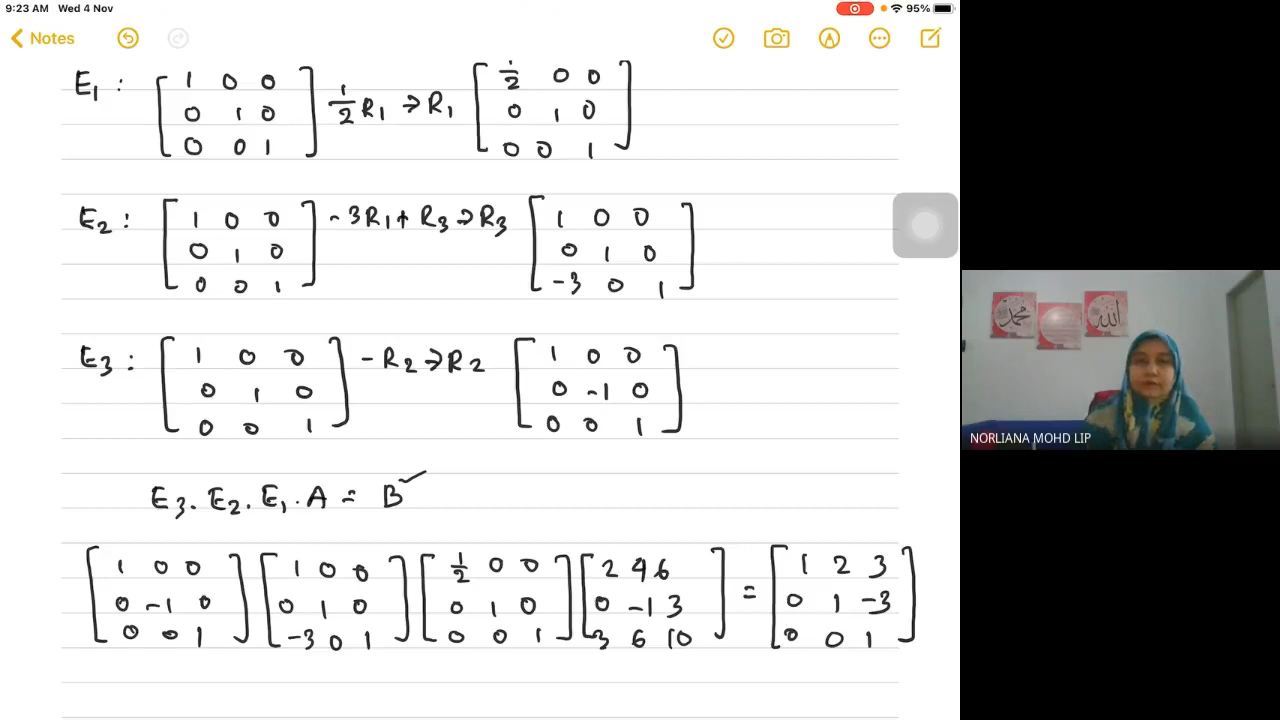 9:23 AM Wed 4 Nov 95%
Notes
E1 : [1 0 0] 1/2 R1 → R1 [1/2 0 0]
[0 1 0] [0 1 0]
[0 0 1] [0 0 1]
E2 : [1 0 0] -3R1 + R3 → R3 [1 0 0]
[0 1 0] [0 1 0]
[0 0 1] [-3 0 1]
E3 : [1 0 0] -R2 → R2 [1 0 0]
[0 1 0] [0 -1 0]
[0 0 1] [0 0 1]
E3 . E2 . E1 . A = B ✓
[1 0 0] [1 0 0] [1/2 0 0] [2 4 6] = [1 2 3]
[0 -1 0] [0 1 0] [0 1 0] [0 -1 3] [0 1 -3]
[0 0 1] [-3 0 1] [0 0 1] [3 6 10] [0 0 1]
محمد
الله
NORLIANA MOHD LIP